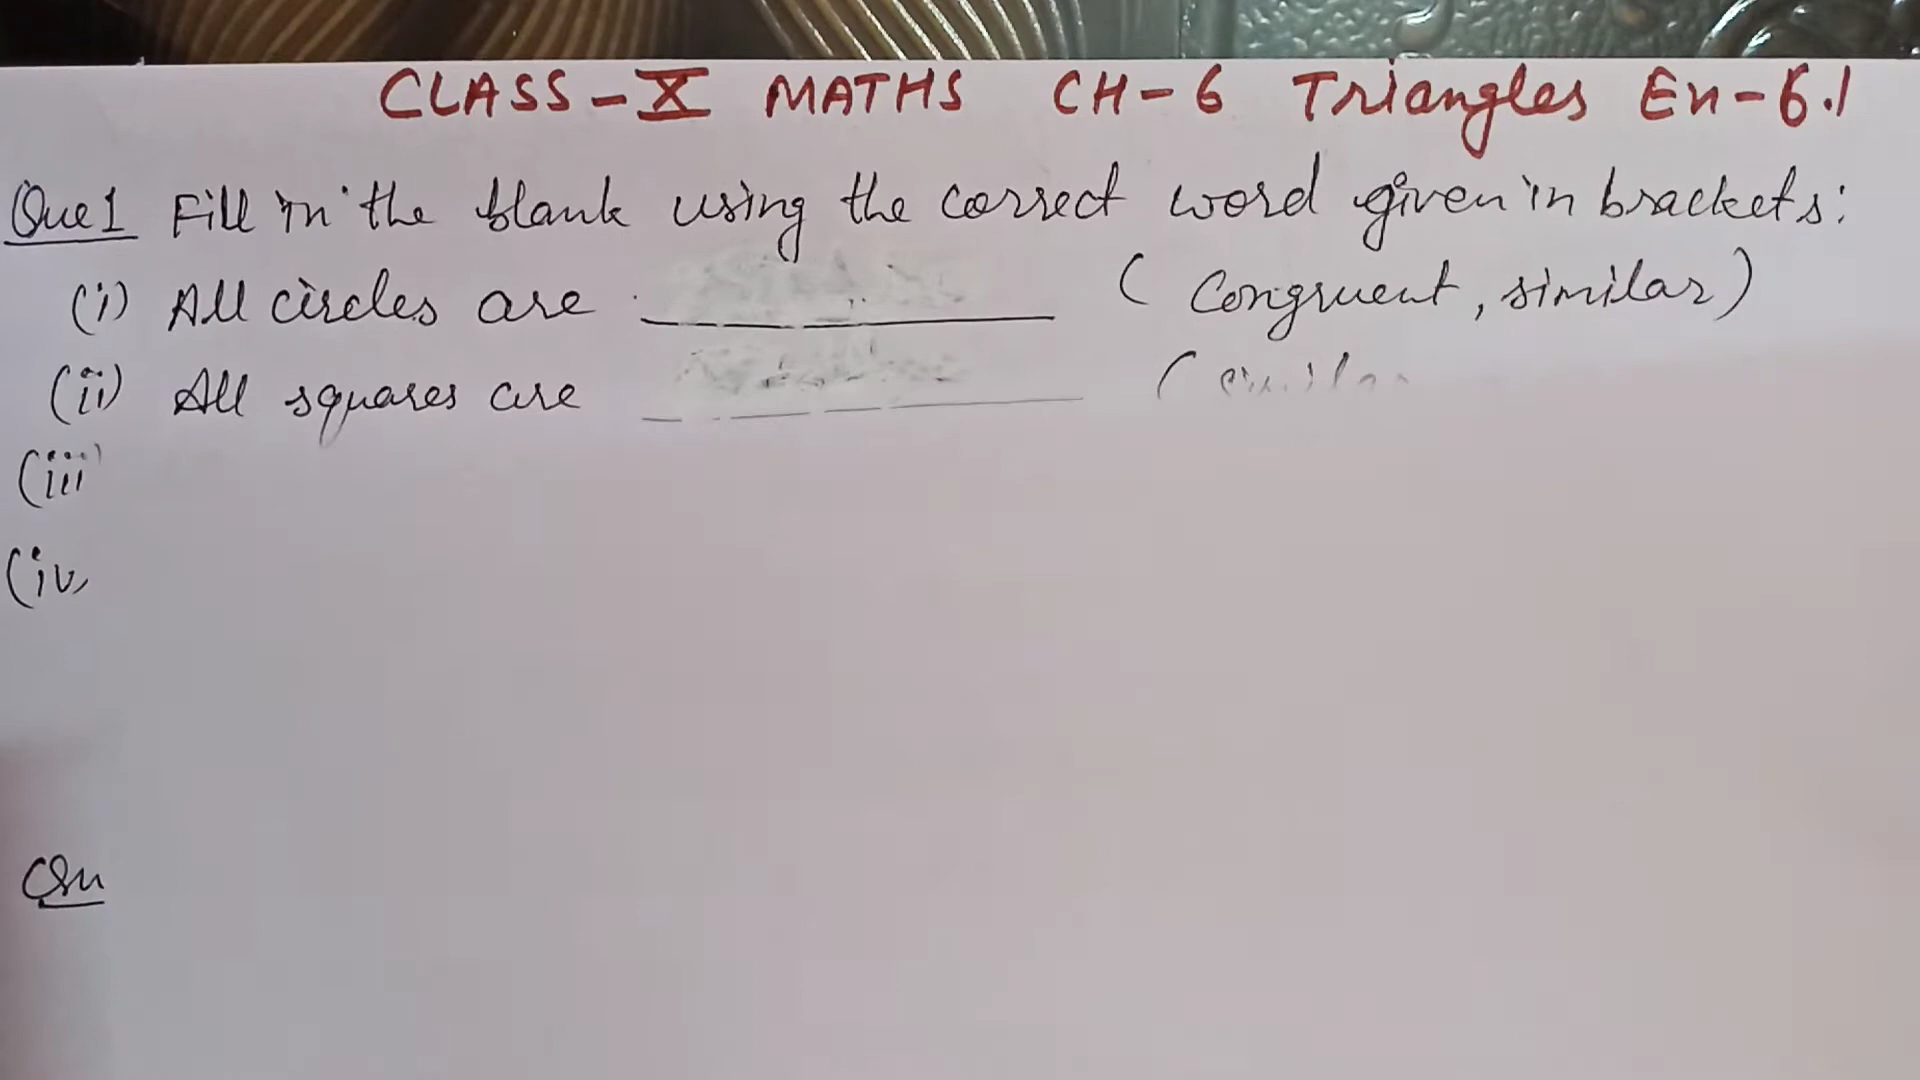 CLASS-X MATHS CH-6 Triangles Ex-6.1
Que 1 Fill in the blank using the correct word given in brackets:
(i) All circles are ______ (Congruent, similar)
(ii) All squares are ______ (
(iii
(iv)